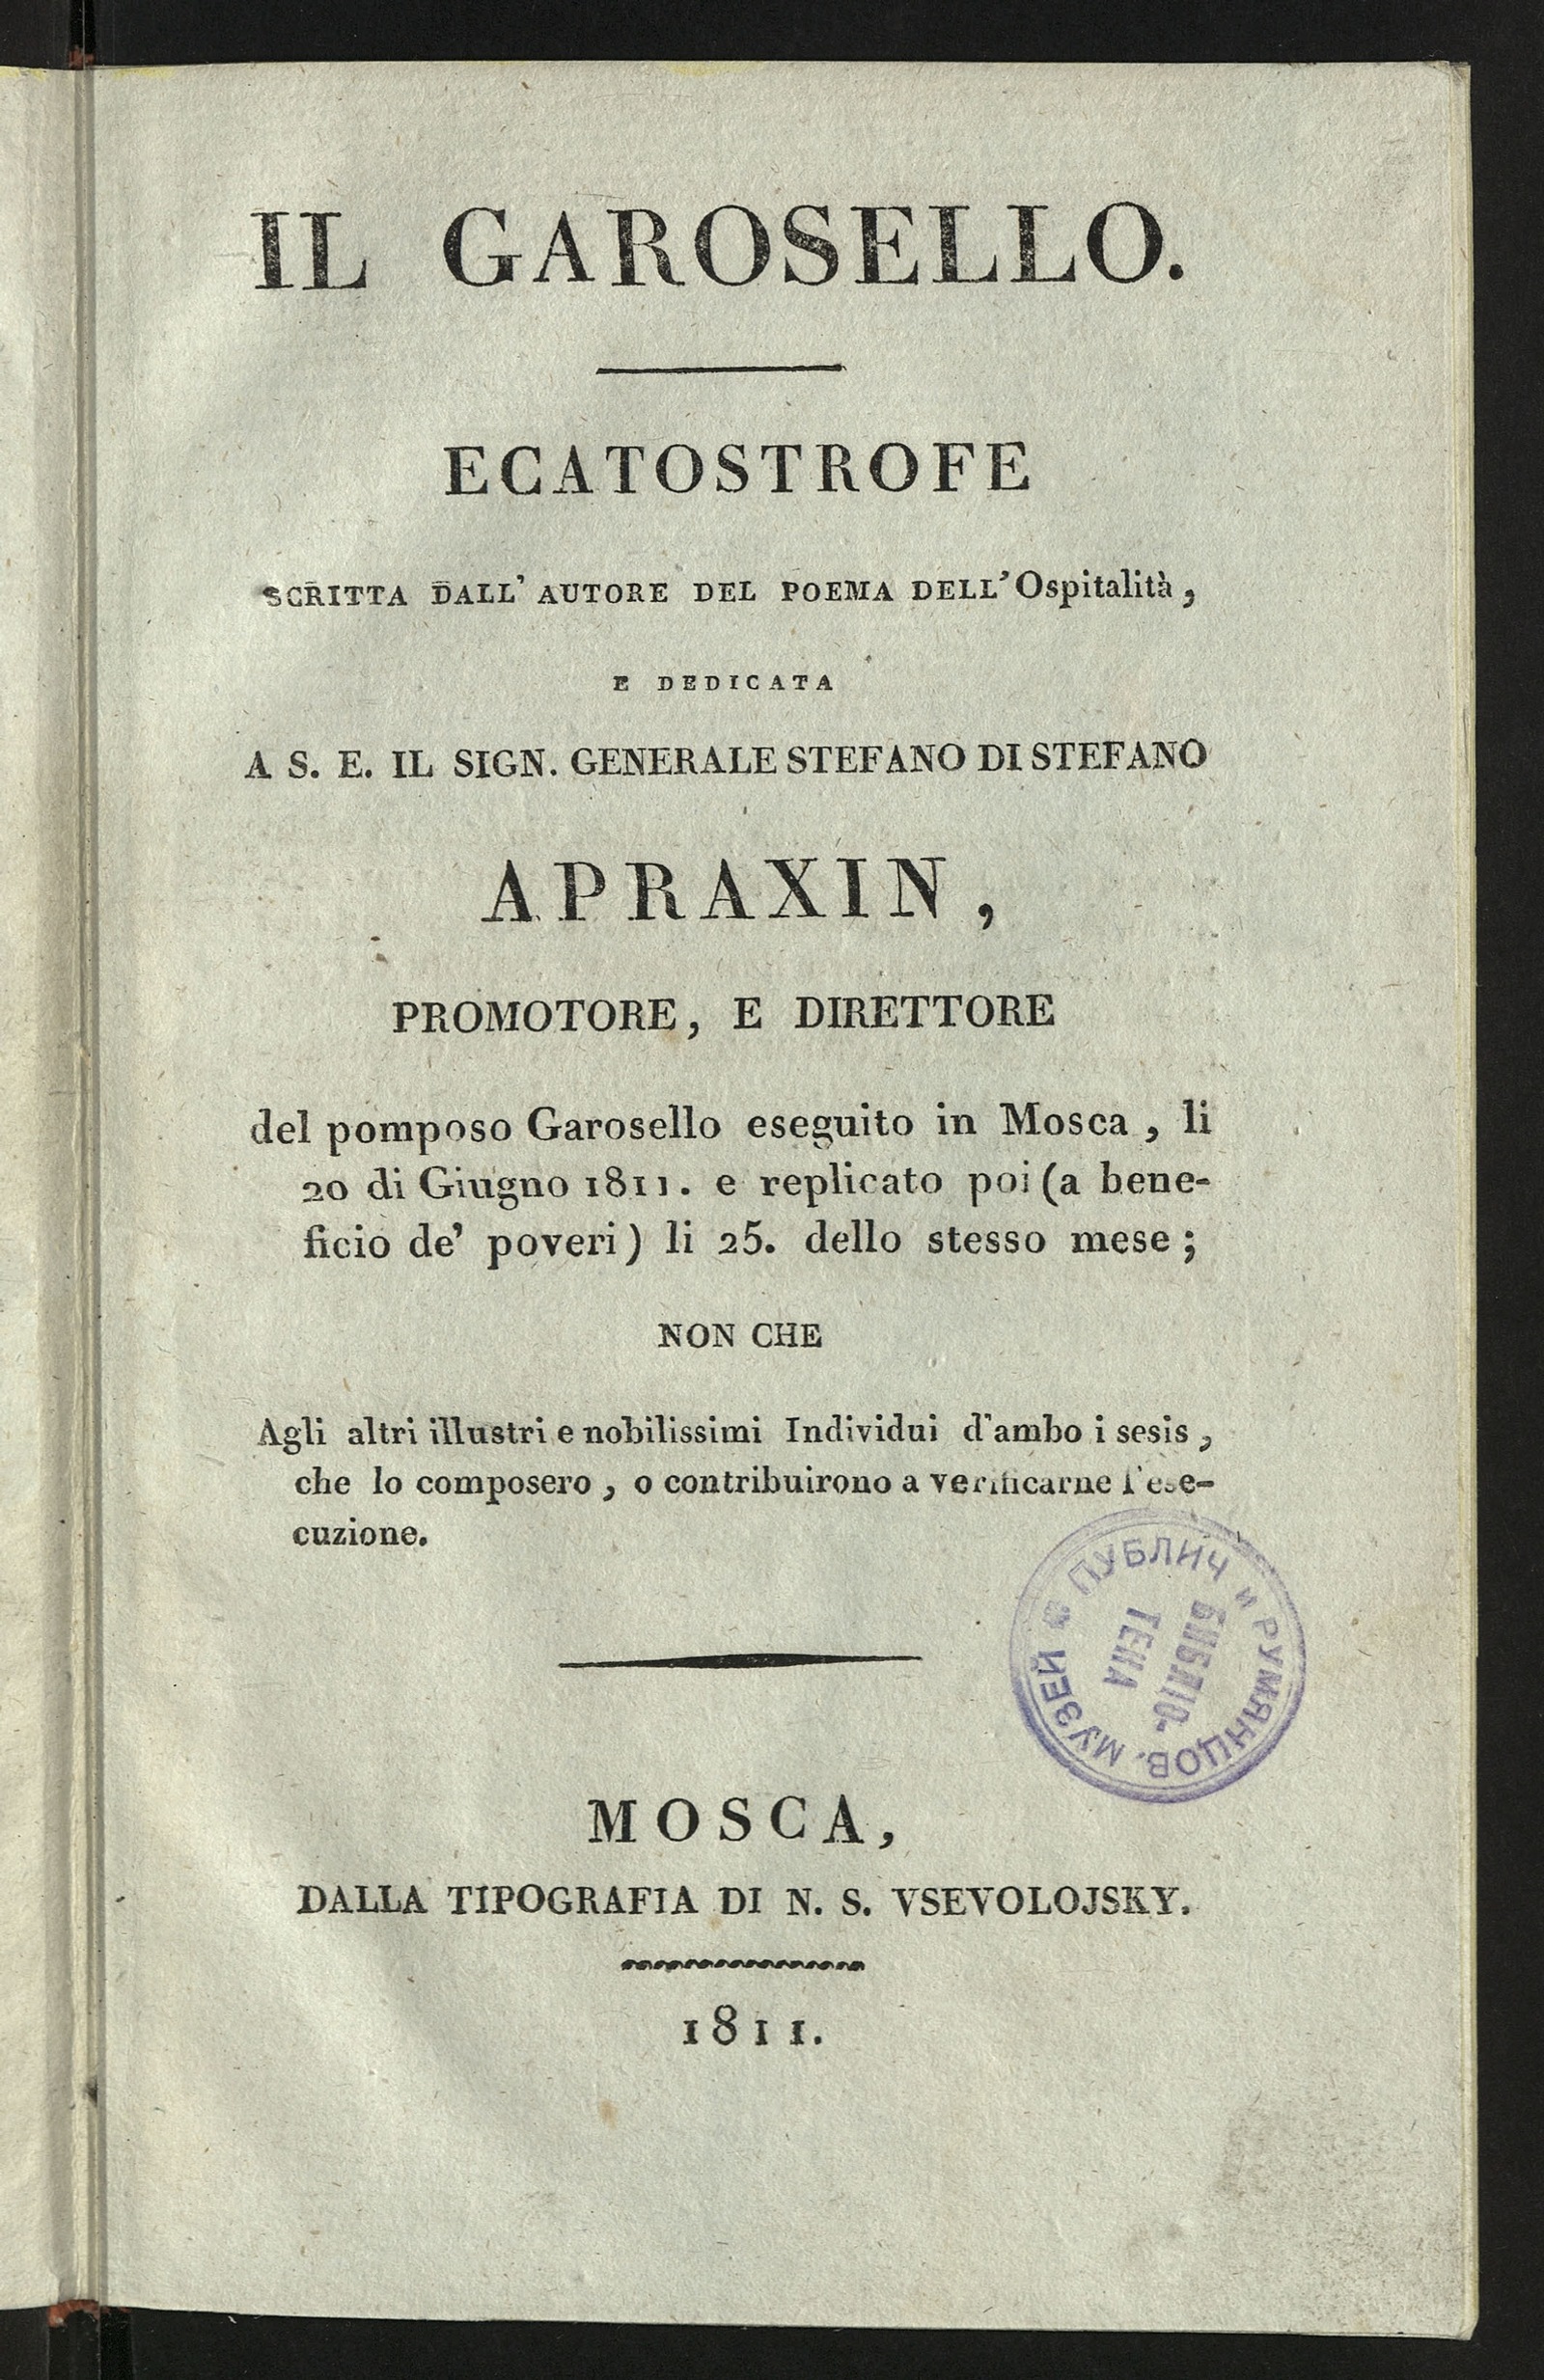 IL GAROSELLO.
ECATOSTROFE
SCRITTA DALL' AUTORE DEL POEMA DELL'Ospitalità,
E DEDICATA
A S. E. IL SIGN. GENERALE STEFANO DI STEFANO
APRAXIN,
PROMOTORE, E DIRETTORE
del pomposo Garosello eseguito in Mosca, li
20 di Giugno 1811. e replicato poi (a bene-
ficio de' poveri) li 25. dello stesso mese;
NON CHE
Agli altri illustri e nobilissimi Individui d'ambo i sesis,
che lo composero, o contribuirono a verificarne l'ese-
cuzione.
ПУБЛИЧ И РУМЯНЦОВ. МУЗЕЙ
БИБЛІО-
ТЕКА
MOSCA,
DALLA TIPOGRAFIA DI N. S. VSEVOLOJSKY.
1811.